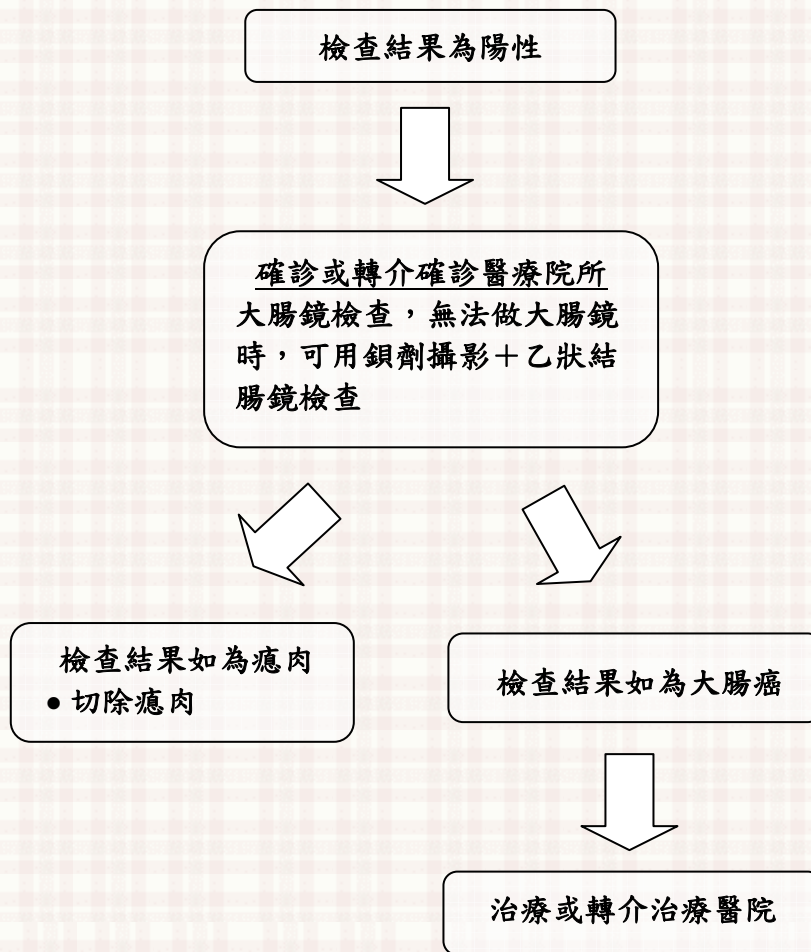 檢查結果為陽性
確診或轉介確診醫療院所
大腸鏡檢查，無法做大腸鏡
時，可用鋇劑攝影＋乙狀結
腸鏡檢查
檢查結果如為瘜肉
●切除瘜肉
檢查結果如為大腸癌
治療或轉介治療醫院